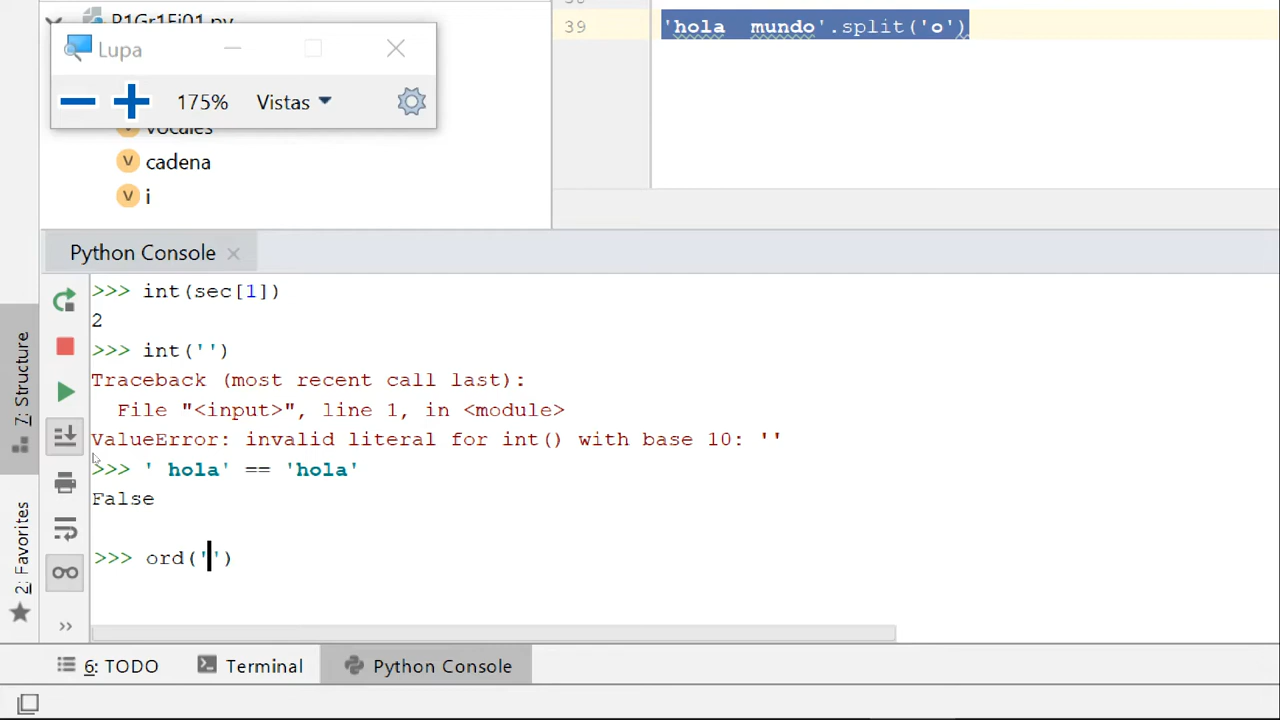 P1Gr1Ej01.py
Lupa
175% Vistas
vocales
cadena
i
39 'hola  mundo'.split('o')
Python Console
>>> int(sec[1])
2
>>> int('')
Traceback (most recent call last):
  File "<input>", line 1, in <module>
ValueError: invalid literal for int() with base 10: ''
>>> ' hola' == 'hola'
False
>>> ord('')
7: Structure
2: Favorites
6: TODO Terminal Python Console